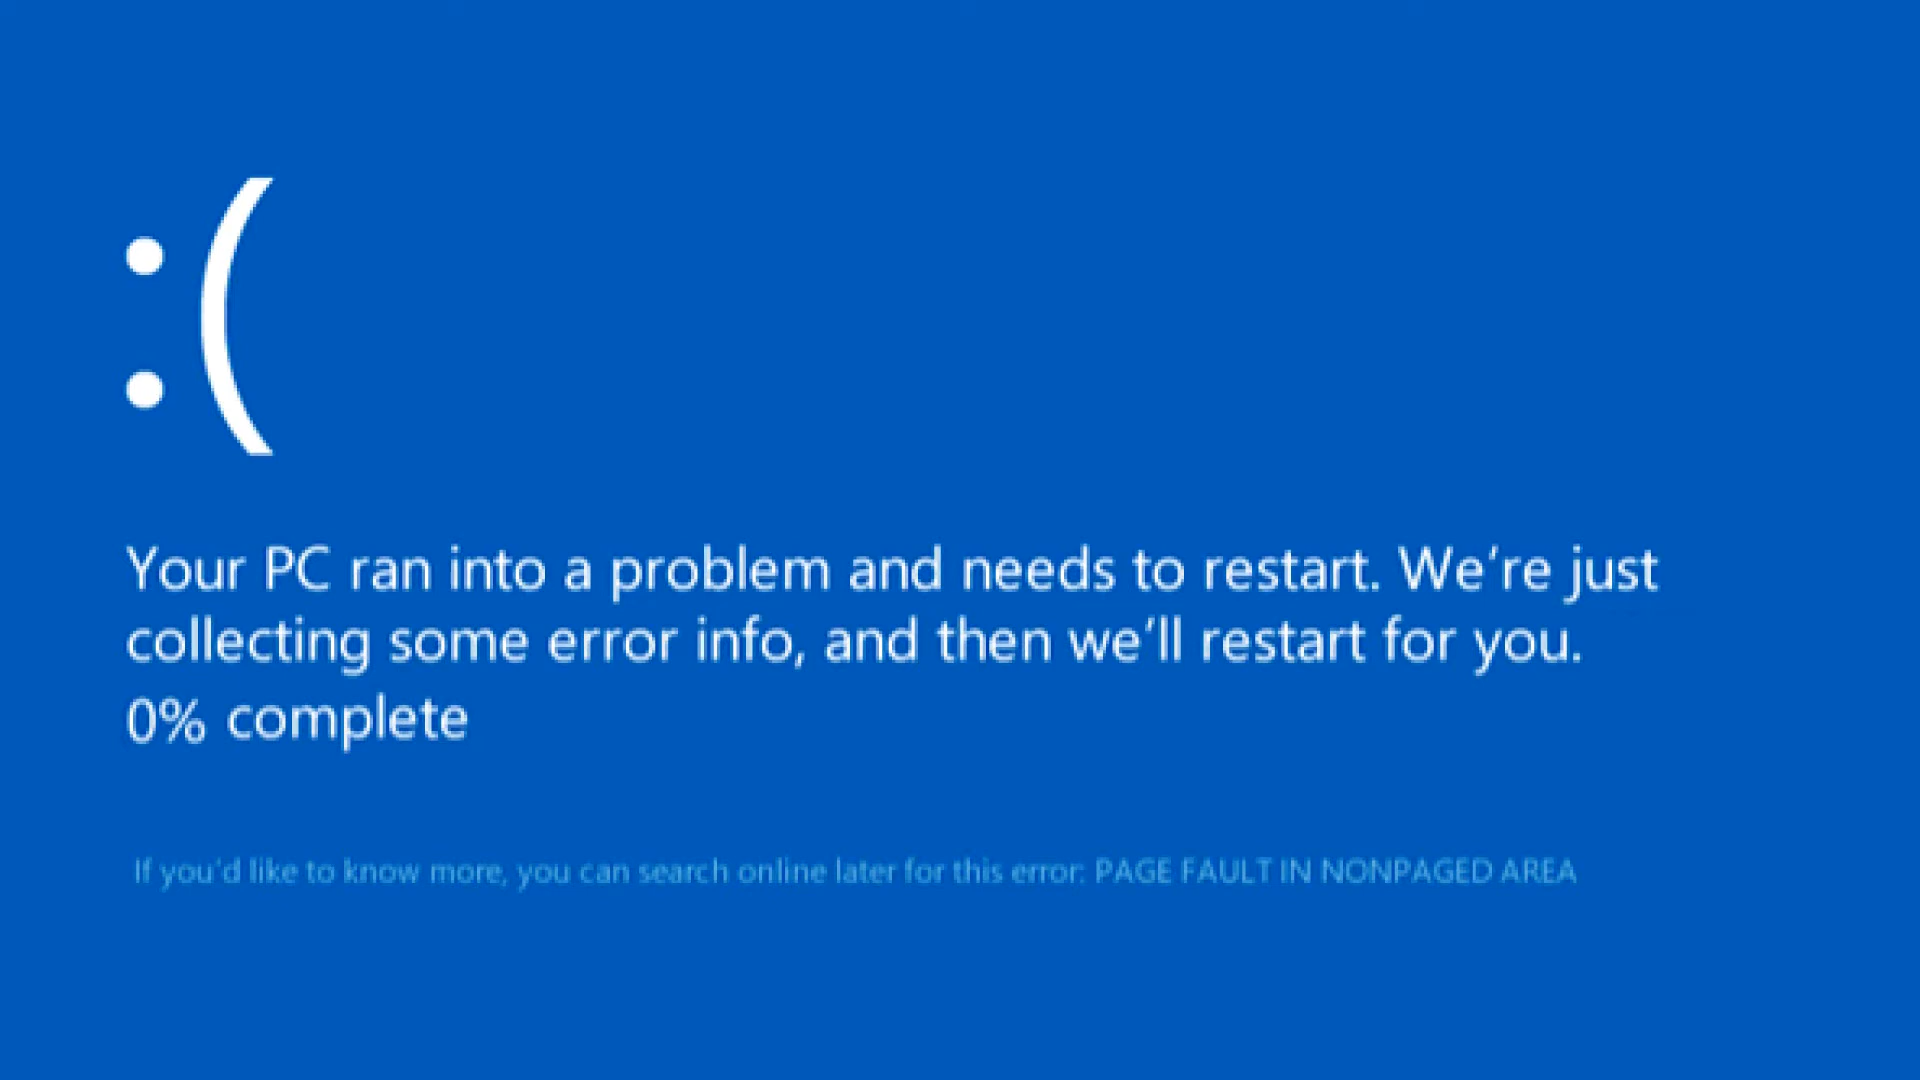 :(
Your PC ran into a problem and needs to restart. We're just
collecting some error info, and then we'll restart for you.
0% complete
If you'd like to know more, you can search online later for this error: PAGE FAULT IN NONPAGED AREA